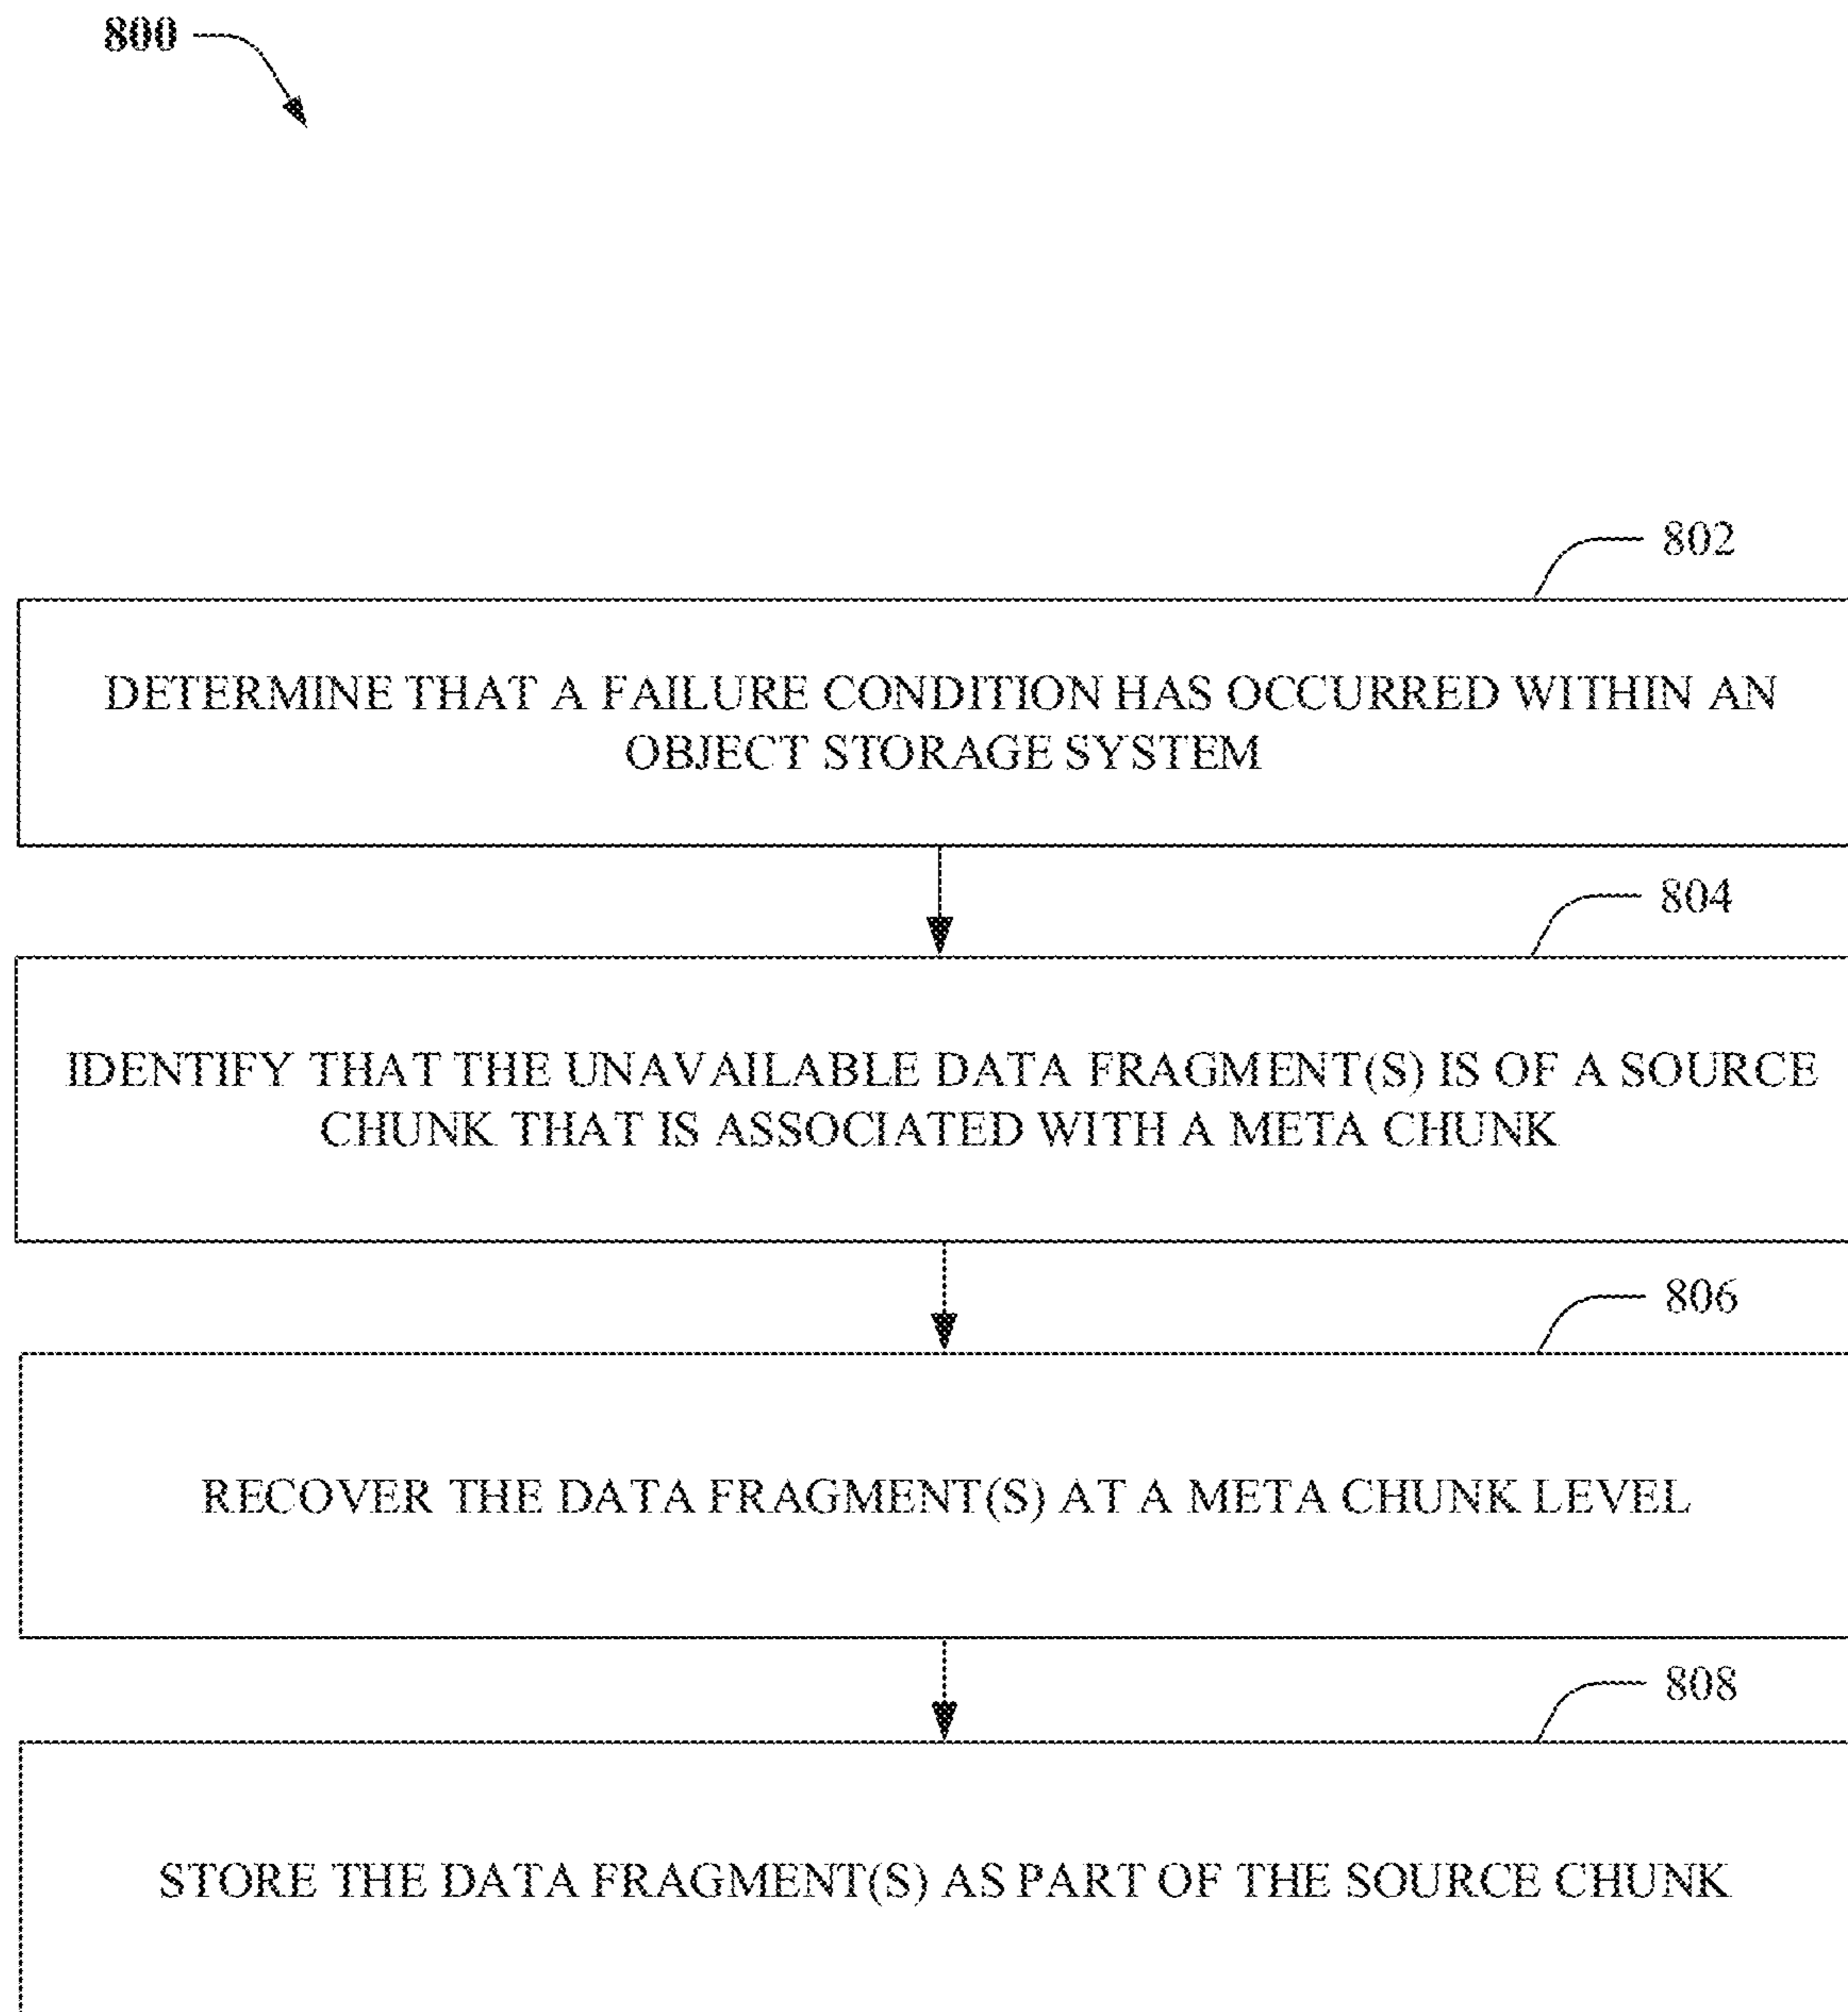 800
802
DETERMINE THAT A FAILURE CONDITION HAS OCCURRED WITHIN AN
OBJECT STORAGE SYSTEM
804
IDENTIFY THAT THE UNAVAILABLE DATA FRAGMENT(S) IS OF A SOURCE
CHUNK THAT IS ASSOCIATED WITH A META CHUNK
806
RECOVER THE DATA FRAGMENT(S) AT A META CHUNK LEVEL
808
STORE THE DATA FRAGMENT(S) AS PART OF THE SOURCE CHUNK